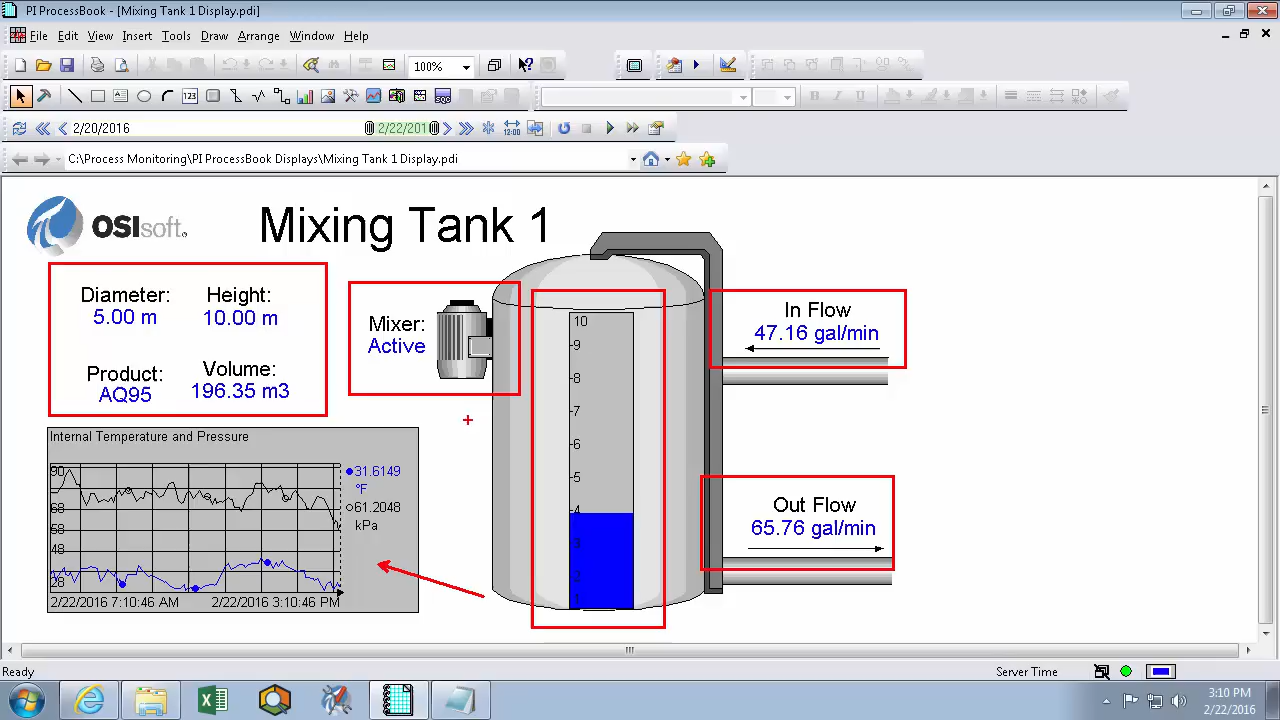 PI ProcessBook - [Mixing Tank 1 Display.pdi]
File Edit View Insert Tools Draw Arrange Window Help
100%
123
SQC
B I U
2/20/2016
2/22/201
12:00
C:\Process Monitoring\PI ProcessBook Displays\Mixing Tank 1 Display.pdi
OSIsoft.
Mixing Tank 1
Diameter: Height:
5.00 m 10.00 m
Product: Volume:
AQ95 196.35 m3
Mixer:
Active
10
9
8
7
6
5
4
3
2
1
In Flow
47.16 gal/min
Out Flow
65.76 gal/min
Internal Temperature and Pressure
90
68
58
48
28
31.6149
°F
61.2048
kPa
2/22/2016 7:10:46 AM 2/22/2016 3:10:46 PM
Ready
Server Time
3:10 PM
2/22/2016